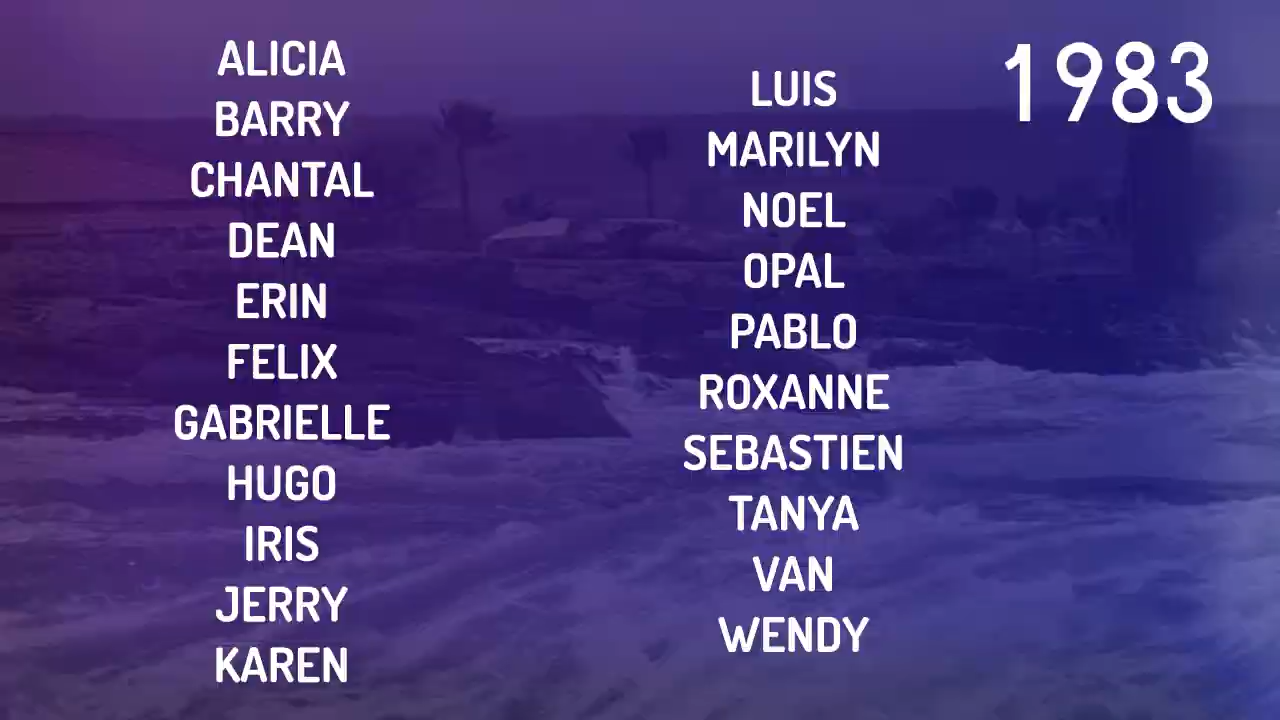 ALICIA
BARRY
CHANTAL
DEAN
ERIN
FELIX
GABRIELLE
HUGO
IRIS
JERRY
KAREN
LUIS
MARILYN
NOEL
OPAL
PABLO
ROXANNE
SEBASTIEN
TANYA
VAN
WENDY
1983